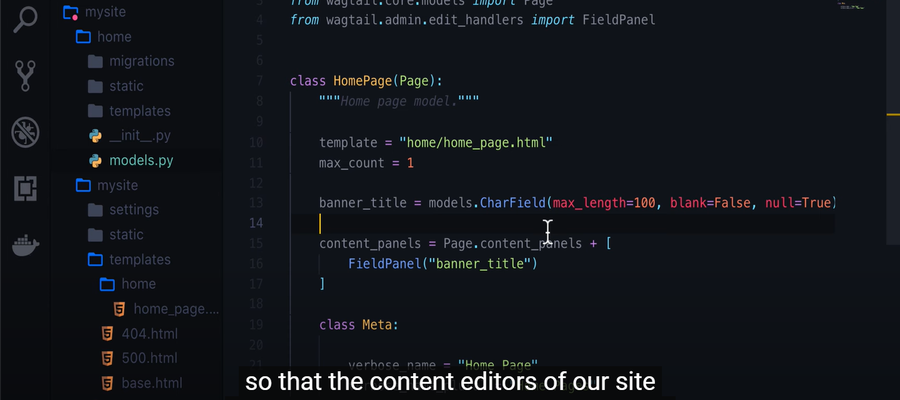 mysite
home
migrations
static
templates
__init__.py
models.py
mysite
settings
static
templates
home
home_page....
404.html
500.html
base.html
3 from wagtail.core.models import Page
4 from wagtail.admin.edit_handlers import FieldPanel
5
6
7 class HomePage(Page):
8 """Home page model."""
9
10 template = "home/home_page.html"
11 max_count = 1
12
13 banner_title = models.CharField(max_length=100, blank=False, null=True)
14
15 content_panels = Page.content_panels + [
16 FieldPanel("banner_title")
17 ]
18
19 class Meta:
20
21 verbose_name = "Home Page"
so that the content editors of our site